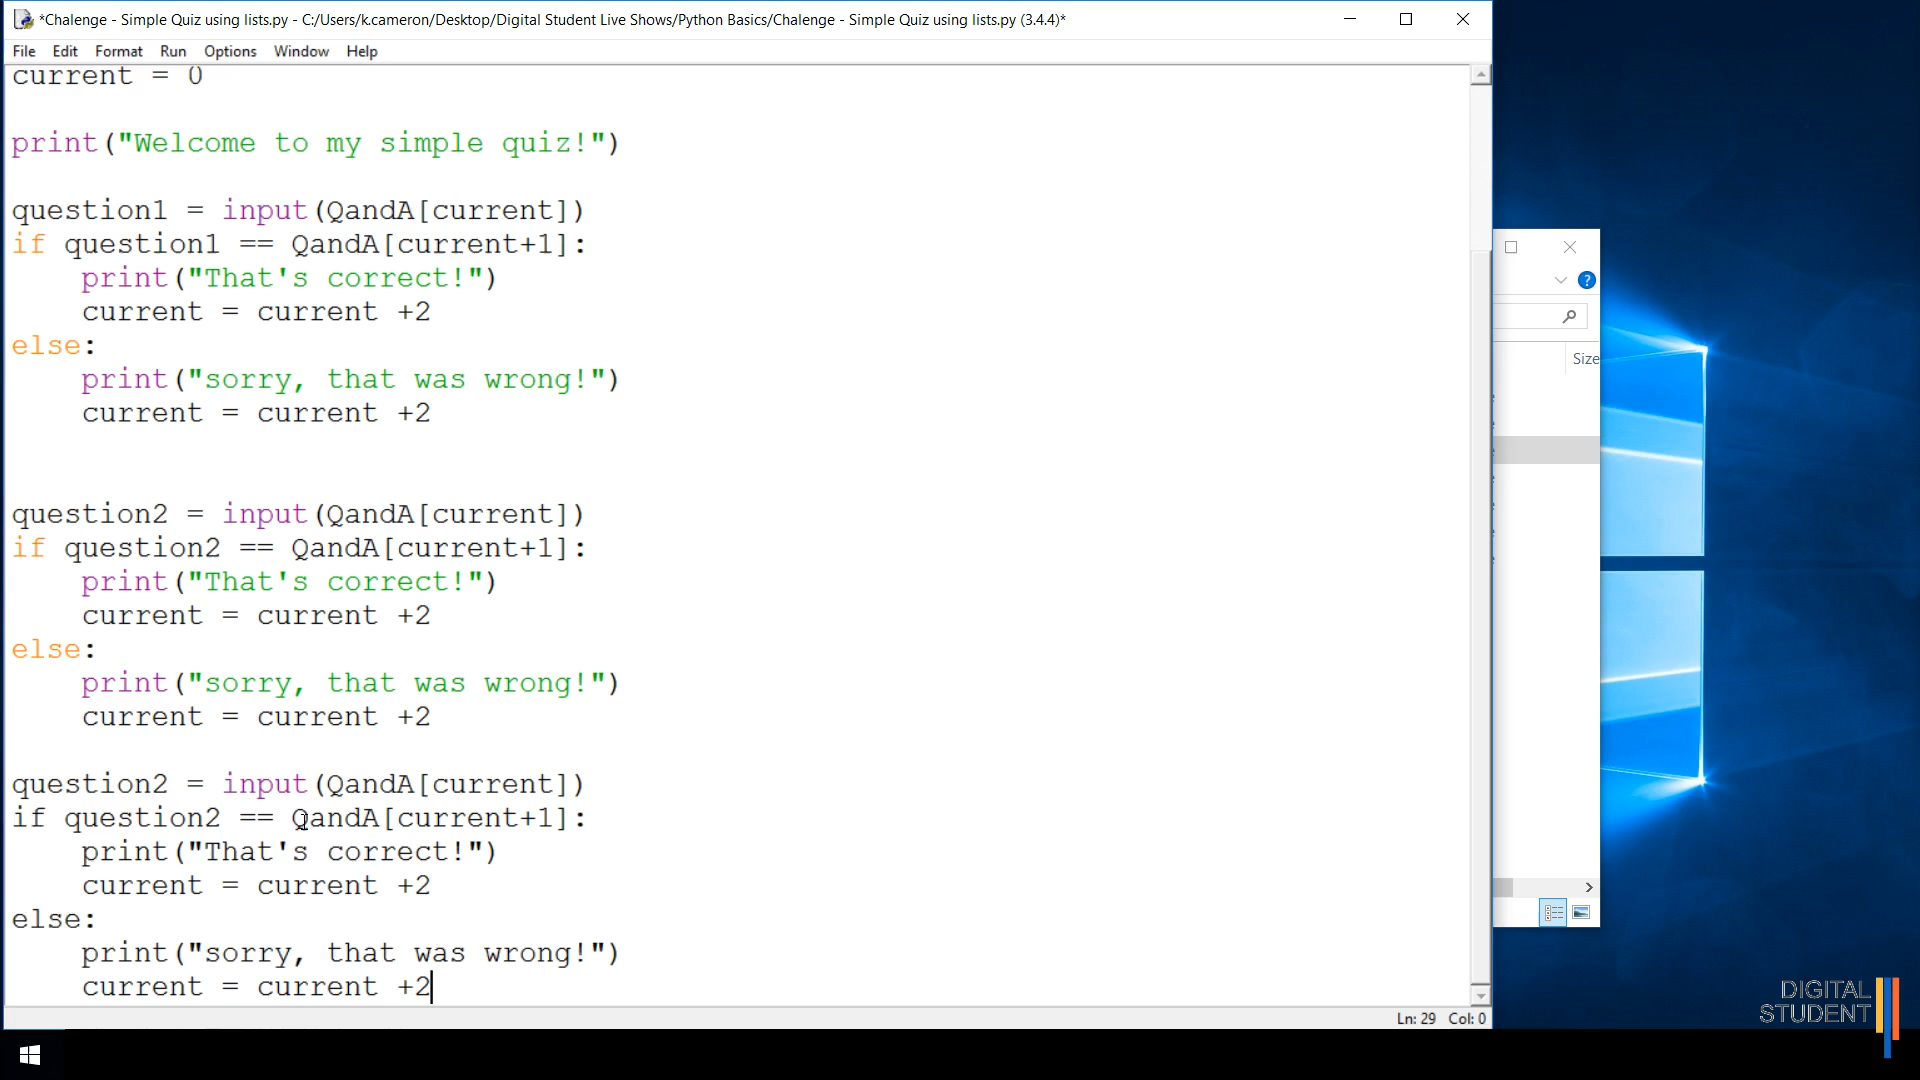 *Chalenge - Simple Quiz using lists.py - C:/Users/k.cameron/Desktop/Digital Student Live Shows/Python Basics/Chalenge - Simple Quiz using lists.py (3.4.4)*
File Edit Format Run Options Window Help
current = 0
print("Welcome to my simple quiz!")
question1 = input(QandA[current])
if question1 == QandA[current+1]:
    print("That's correct!")
    current = current +2
else:
    print("sorry, that was wrong!")
    current = current +2
question2 = input(QandA[current])
if question2 == QandA[current+1]:
    print("That's correct!")
    current = current +2
else:
    print("sorry, that was wrong!")
    current = current +2
question2 = input(QandA[current])
if question2 == QandA[current+1]:
    print("That's correct!")
    current = current +2
else:
    print("sorry, that was wrong!")
    current = current +2
Ln: 29 Col: 0
Size
DIGITAL
STUDENT